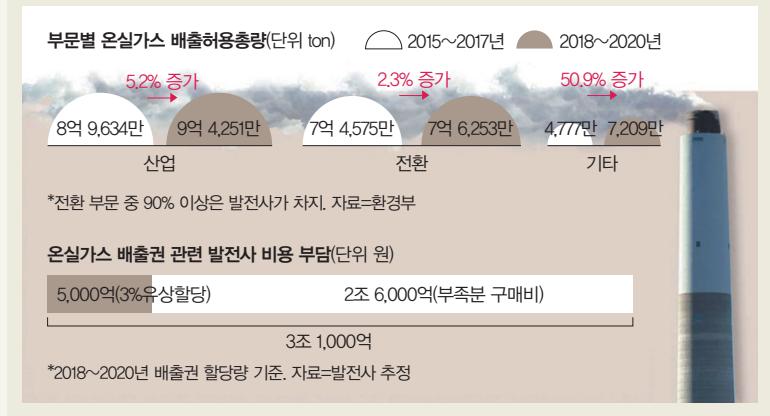 부문별 온실가스 배출허용총량(단위 ton) 2015~2017년 2018~2020년
5.2% 증가 2.3% 증가 50.9% 증가
8억 9,634만 9억 4,251만 7억 4,575만 7억 6,253만 4,777만 7,209만
산업 전환 기타
*전환 부문 중 90% 이상은 발전사가 차지. 자료=환경부
온실가스 배출권 관련 발전사 비용 부담(단위 원)
5,000억(3%유상할당) 2조 6,000억(부족분 구매비)
3조 1,000억
*2018~2020년 배출권 할당량 기준. 자료=발전사 추정